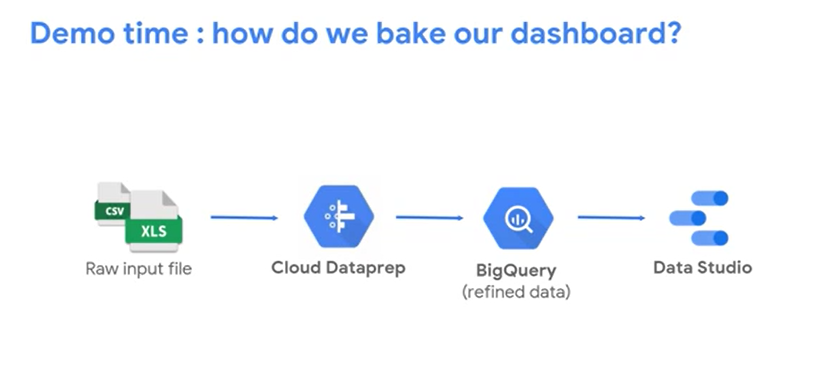 Demo time : how do we bake our dashboard?
CSV
XLS
Raw input file
Cloud Dataprep
BigQuery
(refined data)
Data Studio